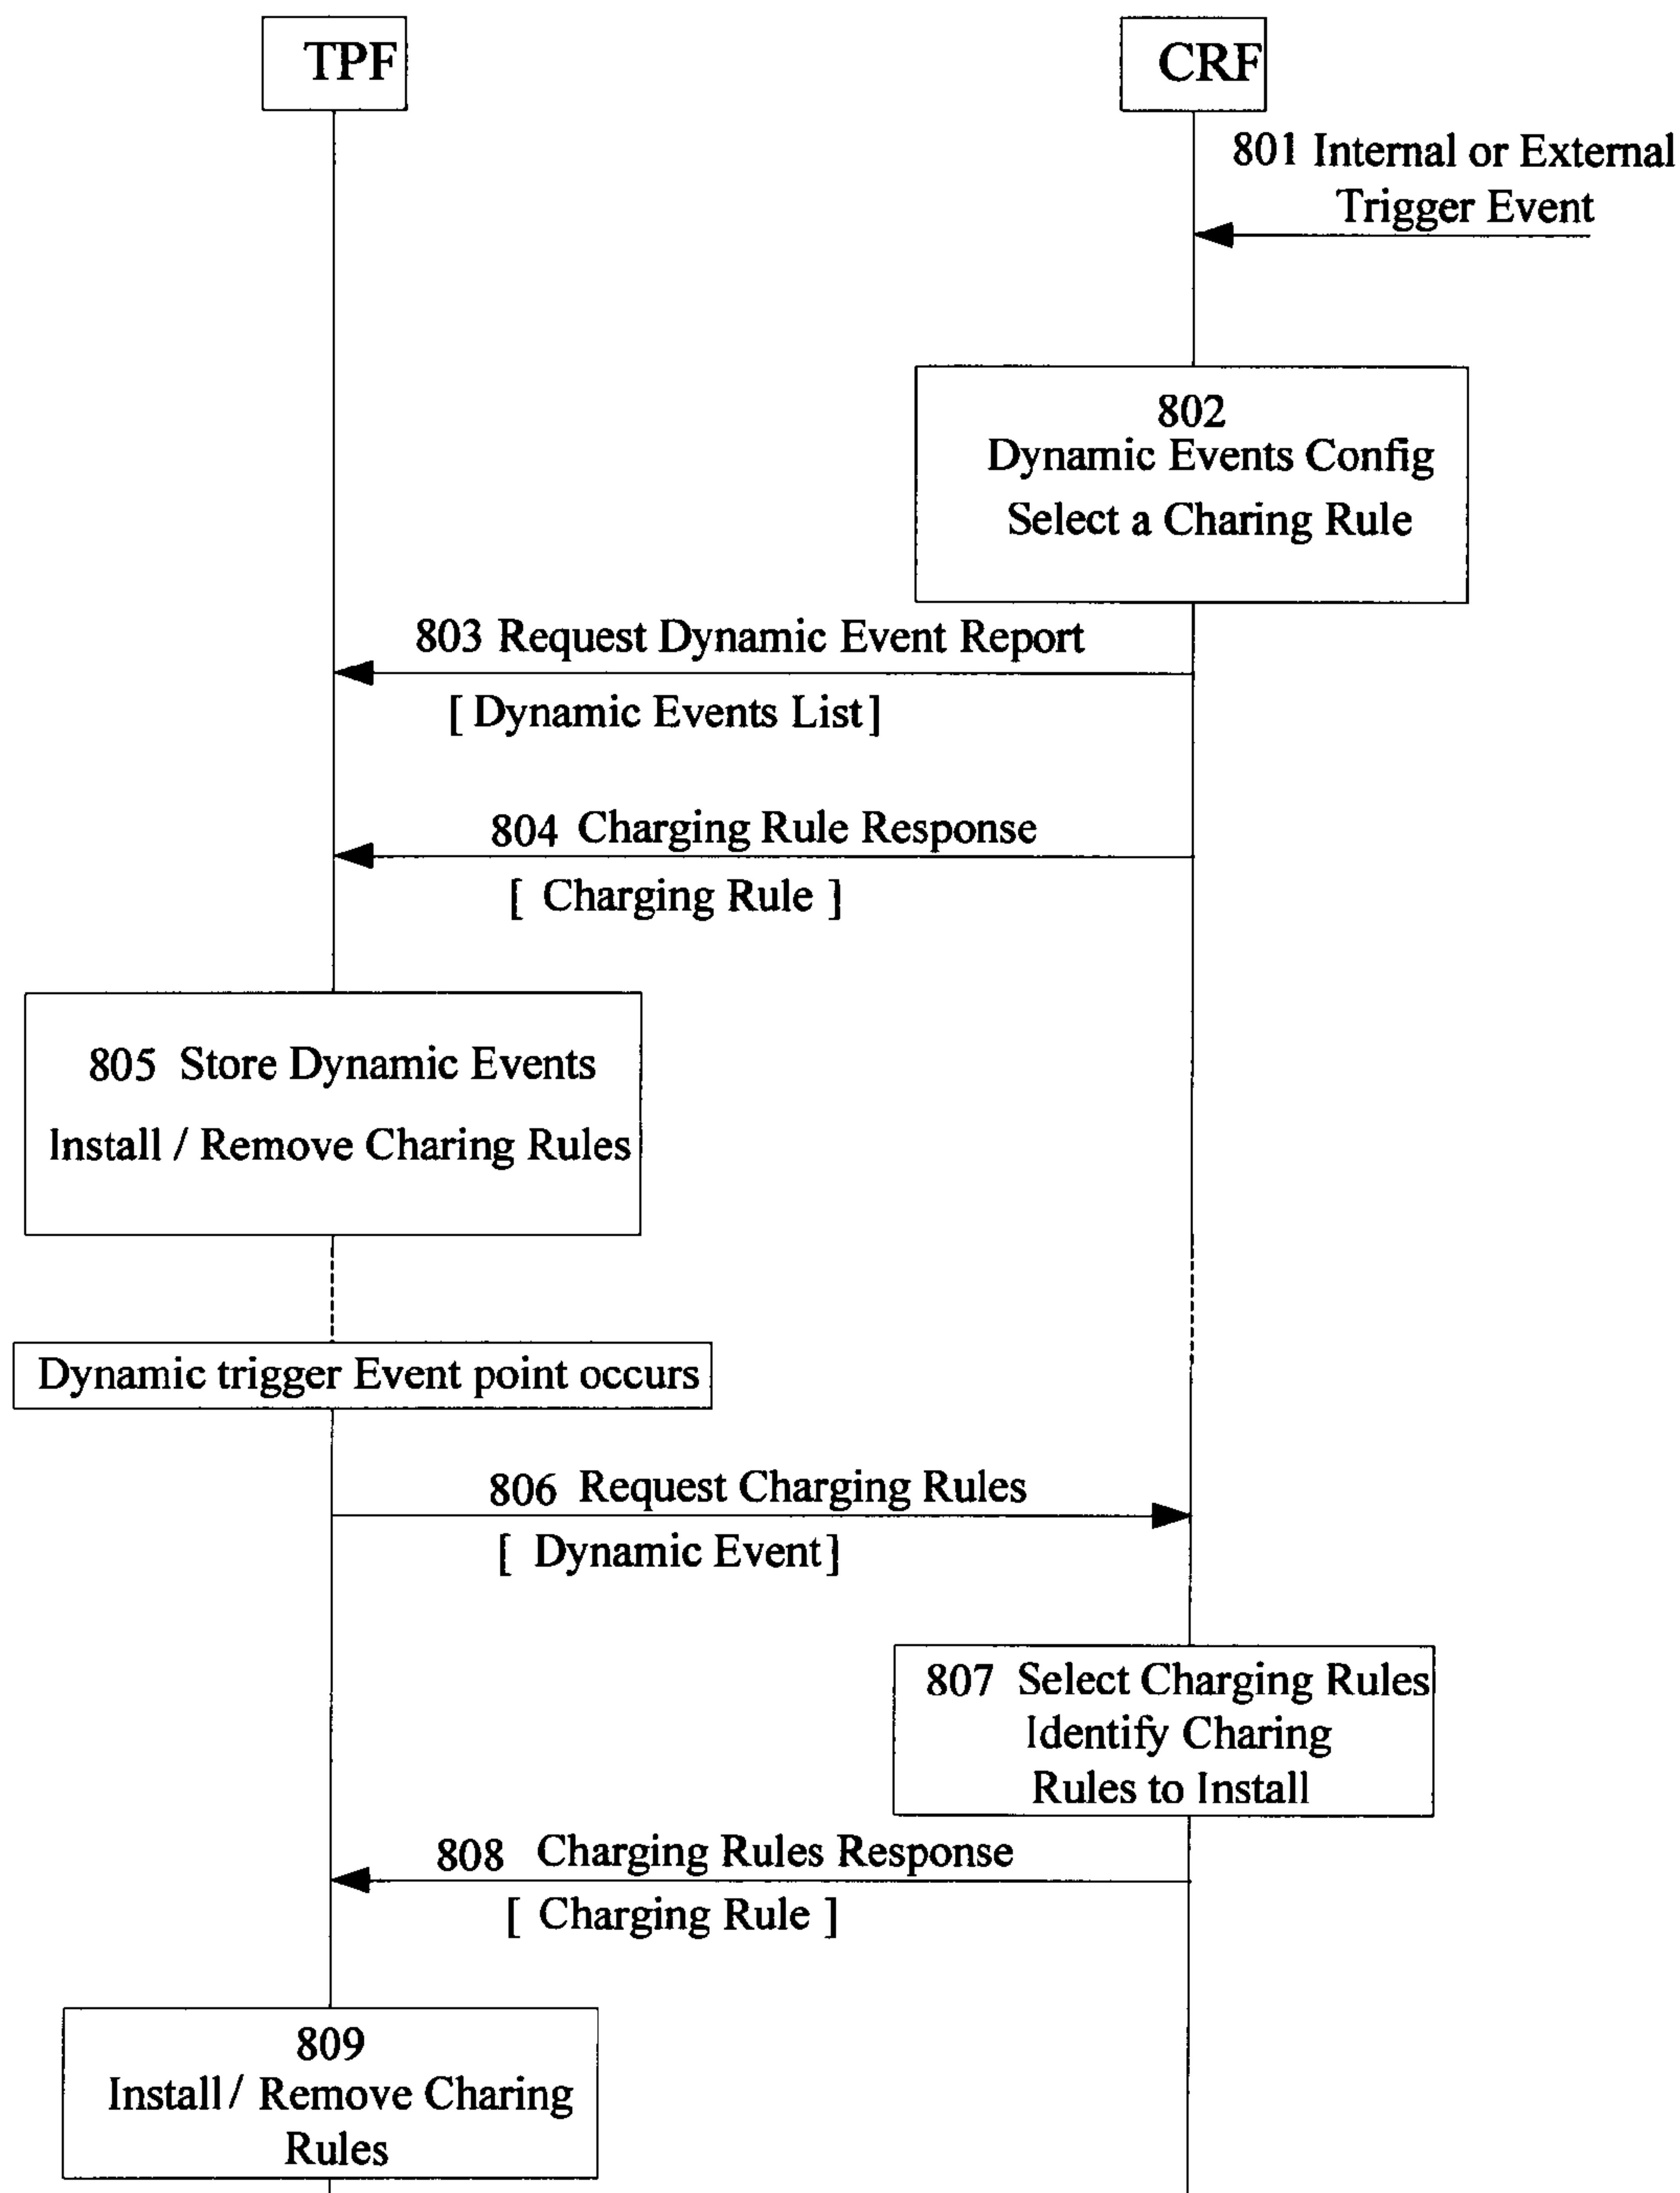 TPF
CRF
801 Internal or External
Trigger Event
802
Dynamic Events Config
Select a Charing Rule
803 Request Dynamic Event Report
[ Dynamic Events List]
804 Charging Rule Response
[ Charging Rule ]
805 Store Dynamic Events
Install / Remove Charing Rules
Dynamic trigger Event point occurs
806 Request Charging Rules
[ Dynamic Event]
807 Select Charging Rules
Identify Charing
Rules to Install
808 Charging Rules Response
[ Charging Rule ]
809
Install / Remove Charing
Rules